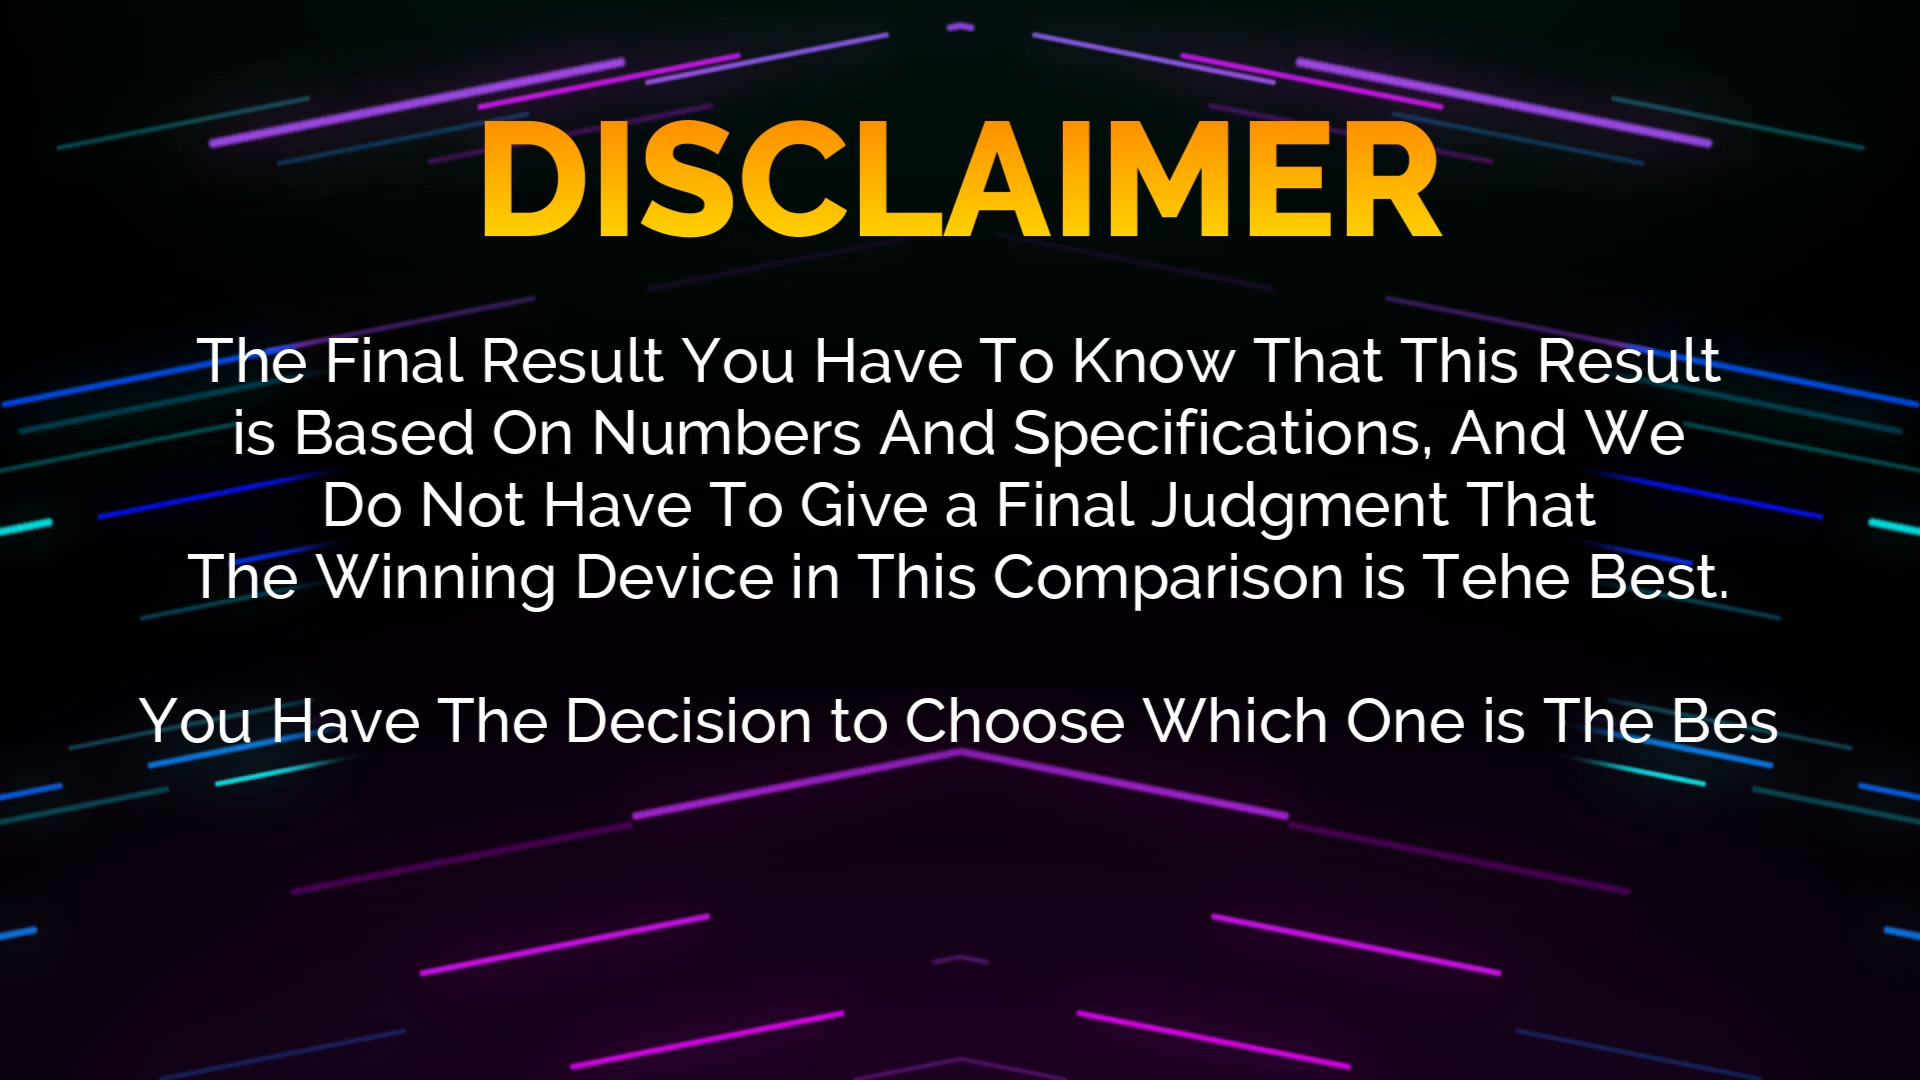 DISCLAIMER
The Final Result You Have To Know That This Result
is Based On Numbers And Specifications, And We
Do Not Have To Give a Final Judgment That
The Winning Device in This Comparison is Tehe Best.
You Have The Decision to Choose Which One is The Bes